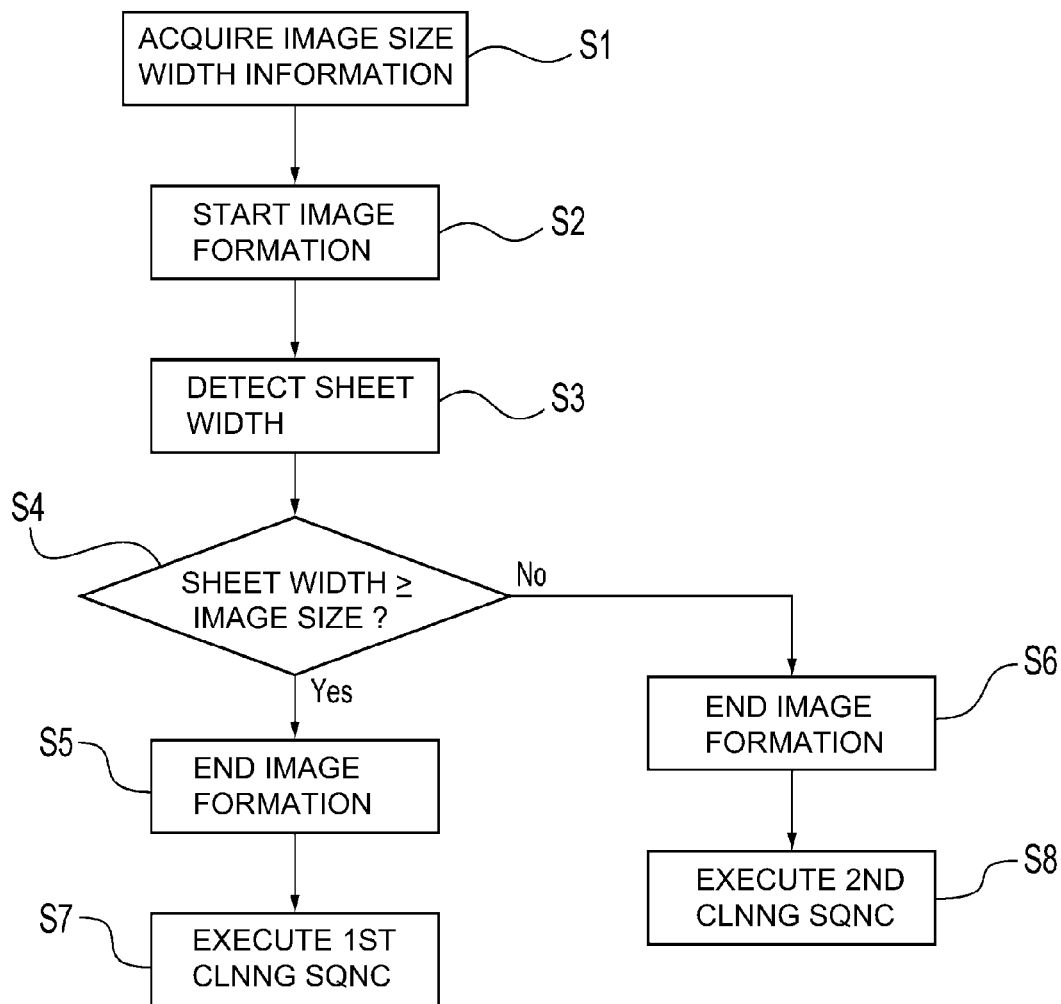 ACQUIRE IMAGE SIZE
WIDTH INFORMATION
S1
START IMAGE
FORMATION
S2
DETECT SHEET
WIDTH
S3
S4
SHEET WIDTH ≥
IMAGE SIZE ?
No
Yes
S5
END IMAGE
FORMATION
S6
END IMAGE
FORMATION
S7
EXECUTE 1ST
CLNNG SQNC
S8
EXECUTE 2ND
CLNNG SQNC